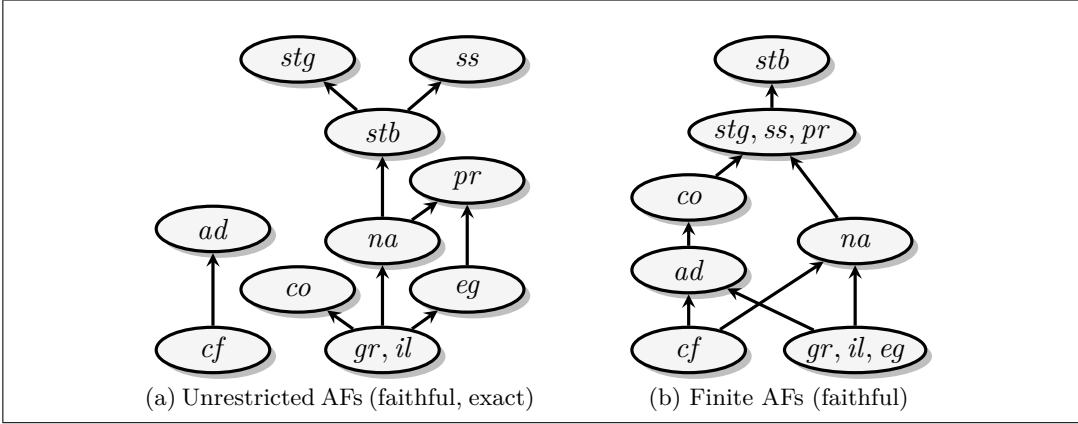 stg ss
stb
pr
ad
na
co
eg
cf
gr, il
(a) Unrestricted AFs (faithful, exact)
stb
stg, ss, pr
co
na
ad
cf
gr, il, eg
(b) Finite AFs (faithful)